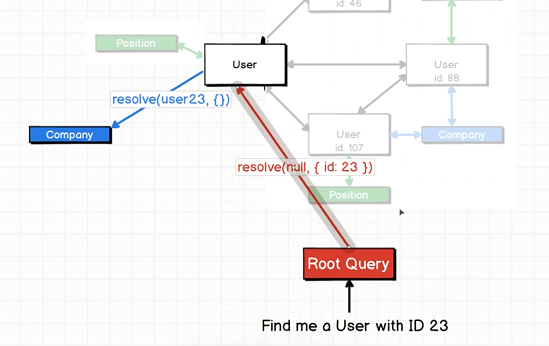 id: 46
Position
User
User
id: 88
resolve(user23, {})
Company
User
id: 107
Company
resolve(null, { id: 23 })
Position
Root Query
Find me a User with ID 23